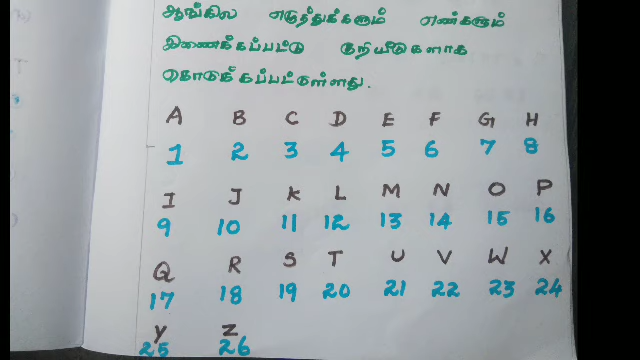 ஆங்கில எழுத்துக்களும் எண்களும்
இணைக்கப்பட்டு குறியீடுகளாக
கொடுக்கப்பட்டுள்ளது.
A B C D E F G H
1 2 3 4 5 6 7 8
I J K L M N O P
9 10 11 12 13 14 15 16
Q R S T U V W X
17 18 19 20 21 22 23 24
Y Z
25 26